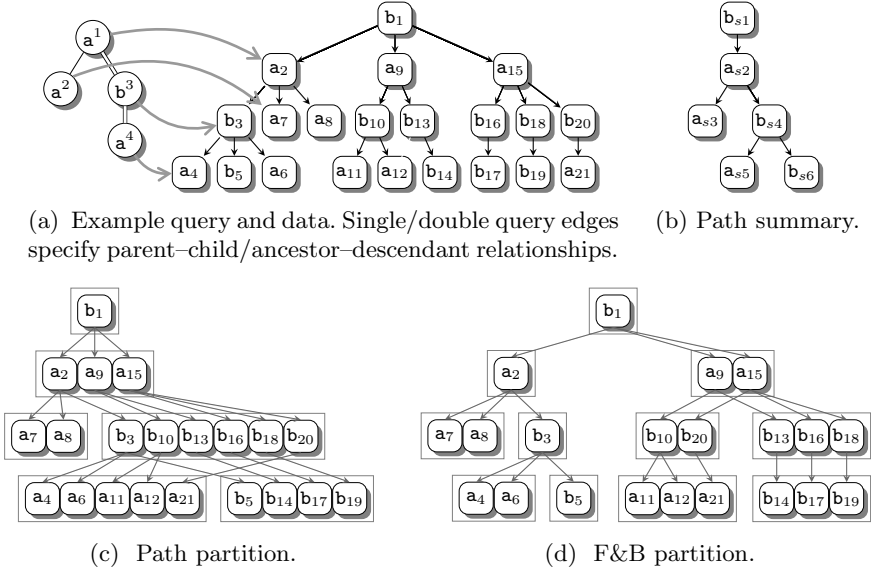 b1 bs1
a1 a2 a9 a15 as2
a2 b3 b3 a7 a8 b10 b13 b16 b18 b20 as3 bs4
a4 a4 b5 a6 a11 a12 b14 b17 b19 a21 as5 bs6
(a) Example query and data. Single/double query edges
specify parent–child/ancestor–descendant relationships.
(b) Path summary.
b1
a2 a9 a15
a7 a8 b3 b10 b13 b16 b18 b20
a4 a6 a11 a12 a21 b5 b14 b17 b19
(c) Path partition.
b1
a2 a9 a15
a7 a8 b3 b10 b20 b13 b16 b18
a4 a6 b5 a11 a12 a21 b14 b17 b19
(d) F&B partition.